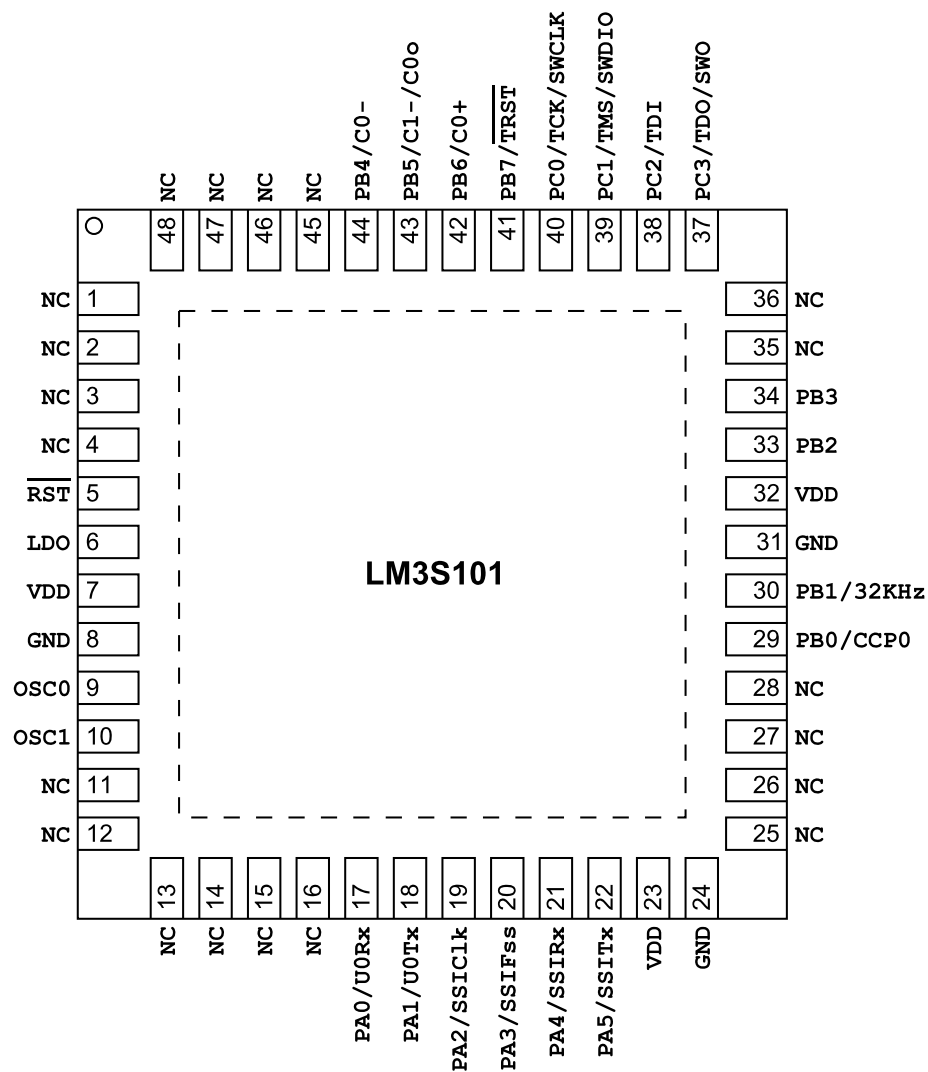 PB4/C0-
PB5/C1-/C0o
PB6/C0+
PB7/TRST
PC0/TCK/SWCLK
PC1/TMS/SWDIO
PC2/TDI
PC3/TDO/SWO
NC
NC
NC
NC
48
47
46
45
44
43
42
41
40
39
38
37
NC 1
NC 2
NC 3
NC 4
RST 5
LDO 6
VDD 7
GND 8
OSC0 9
OSC1 10
NC 11
NC 12
LM3S101
36 NC
35 NC
34 PB3
33 PB2
32 VDD
31 GND
30 PB1/32KHz
29 PB0/CCP0
28 NC
27 NC
26 NC
25 NC
13
14
15
16
17
18
19
20
21
22
23
24
NC
NC
NC
NC
PA0/U0Rx
PA1/U0Tx
PA2/SSIClk
PA3/SSIFss
PA4/SSIRx
PA5/SSITx
VDD
GND